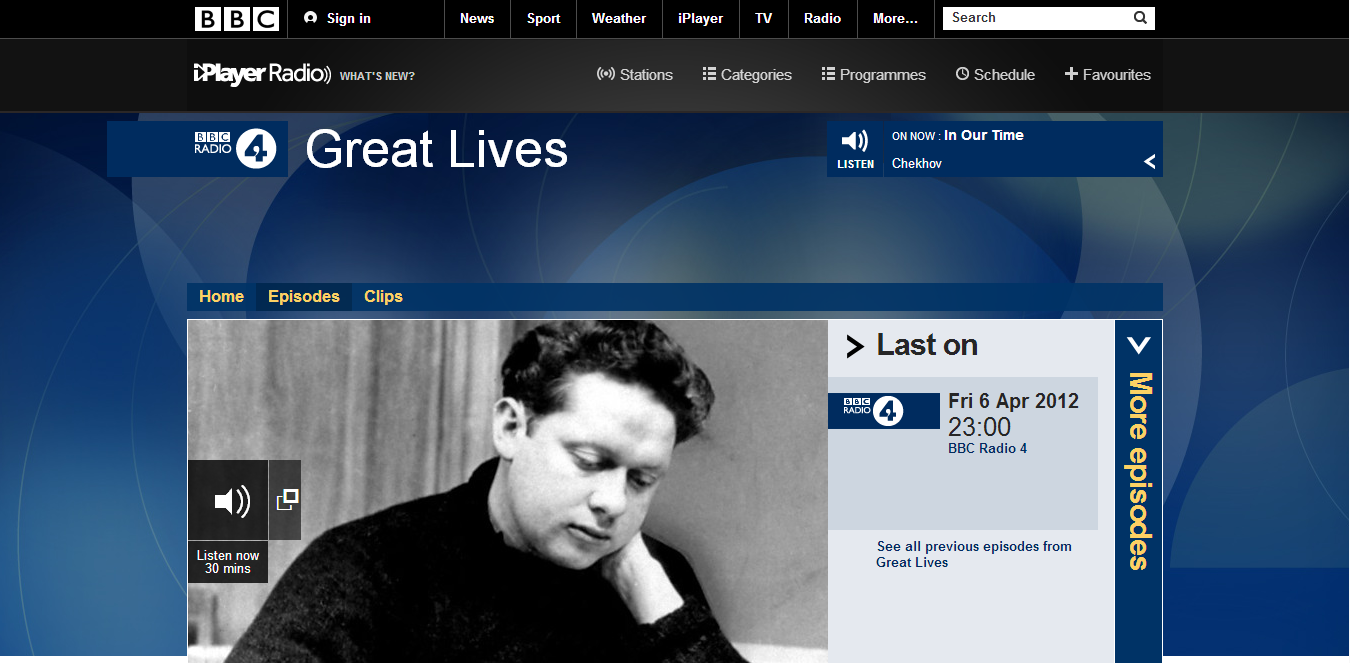 BBC Sign in News Sport Weather iPlayer TV Radio More... Search
iPlayer Radio WHAT'S NEW? Stations Categories Programmes Schedule Favourites
BBC RADIO 4 Great Lives
LISTEN ON NOW : In Our Time
Chekhov
Home Episodes Clips
Last on
BBC RADIO 4
Fri 6 Apr 2012
23:00
BBC Radio 4
See all previous episodes from
Great Lives
More episodes
Listen now
30 mins